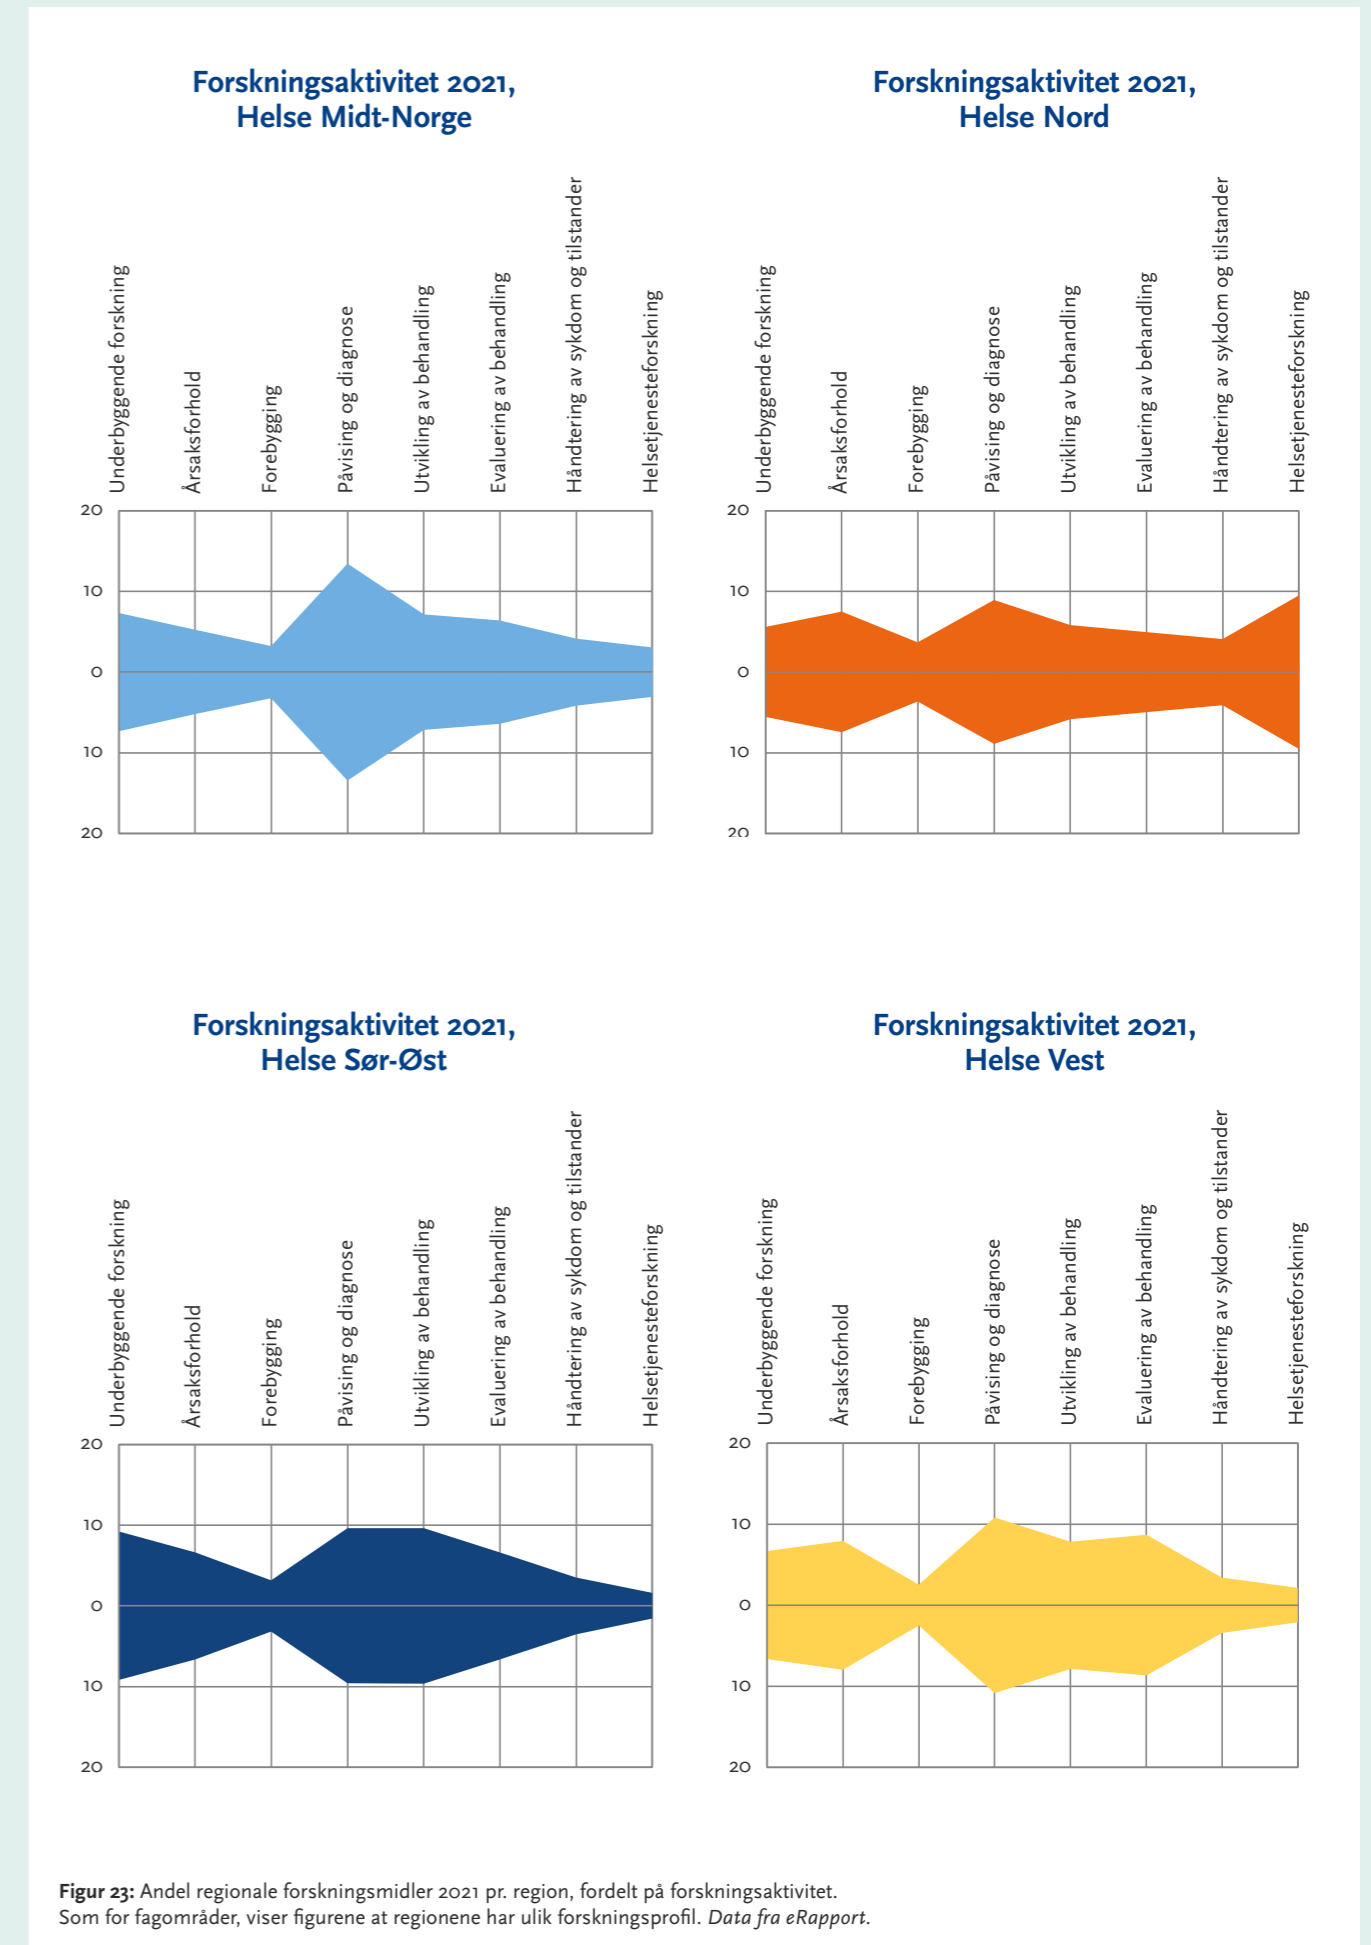 Forskningsaktivitet 2021,
Helse Midt-Norge
Underbyggende forskning
Årsaksforhold
Forebygging
Påvising og diagnose
Utvikling av behandling
Evaluering av behandling
Håndtering av sykdom og tilstander
Helsetjenesteforskning
20
10
0
10
20
Forskningsaktivitet 2021,
Helse Nord
Underbyggende forskning
Årsaksforhold
Forebygging
Påvising og diagnose
Utvikling av behandling
Evaluering av behandling
Håndtering av sykdom og tilstander
Helsetjenesteforskning
20
10
0
10
20
Forskningsaktivitet 2021,
Helse Sør-Øst
Underbyggende forskning
Årsaksforhold
Forebygging
Påvising og diagnose
Utvikling av behandling
Evaluering av behandling
Håndtering av sykdom og tilstander
Helsetjenesteforskning
20
10
0
10
20
Forskningsaktivitet 2021,
Helse Vest
Underbyggende forskning
Årsaksforhold
Forebygging
Påvising og diagnose
Utvikling av behandling
Evaluering av behandling
Håndtering av sykdom og tilstander
Helsetjenesteforskning
20
10
0
10
20
Figur 23: Andel regionale forskningsmidler 2021 pr. region, fordelt på forskningsaktivitet.
Som for fagområder, viser figurene at regionene har ulik forskningsprofil. Data fra eRapport.